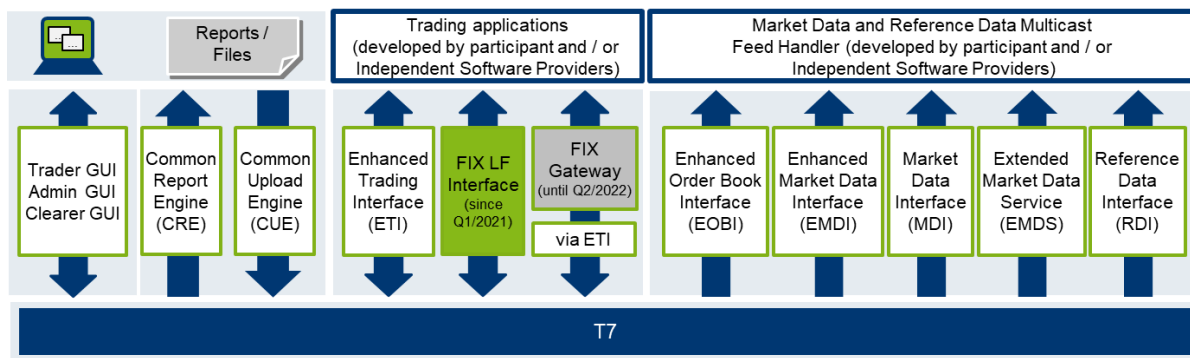 Reports /
Files
Trading applications
(developed by participant and / or
Independent Software Providers)
Market Data and Reference Data Multicast
Feed Handler (developed by participant and / or
Independent Software Providers)
Trader GUI
Admin GUI
Clearer GUI
Common
Report
Engine
(CRE)
Common
Upload
Engine
(CUE)
Enhanced
Trading
Interface
(ETI)
FIX LF
Interface
(since
Q1/2021)
FIX
Gateway
(until Q2/2022)
via ETI
Enhanced
Order Book
Interface
(EOBI)
Enhanced
Market Data
Interface
(EMDI)
Market
Data
Interface
(MDI)
Extended
Market Data
Service
(EMDS)
Reference
Data
Interface
(RDI)
T7